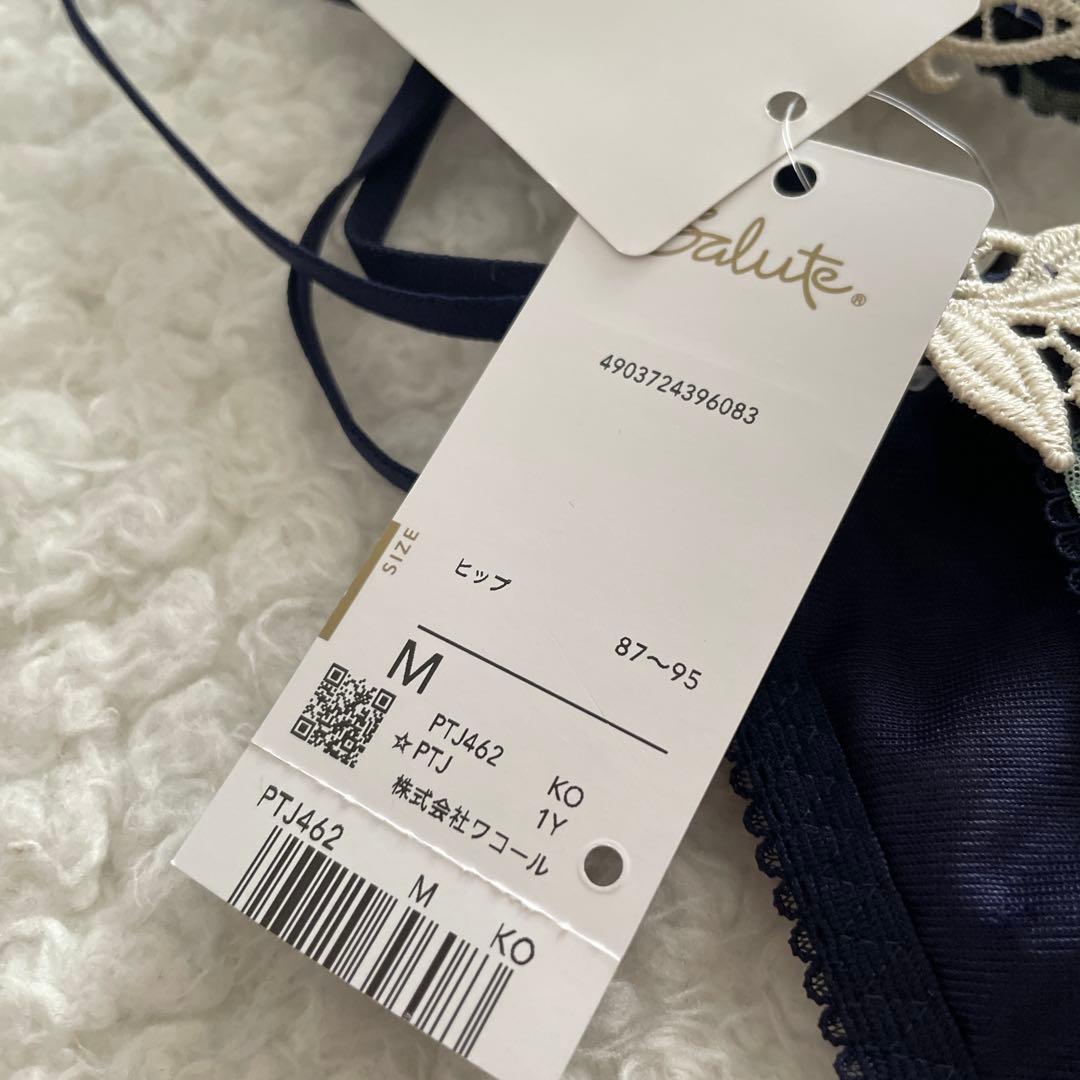 Salute®
4903724396083
SIZE
ヒップ
87〜95
M
PTJ462 KO
☆PTJ 1Y
株式会社ワコール
PTJ462 M KO